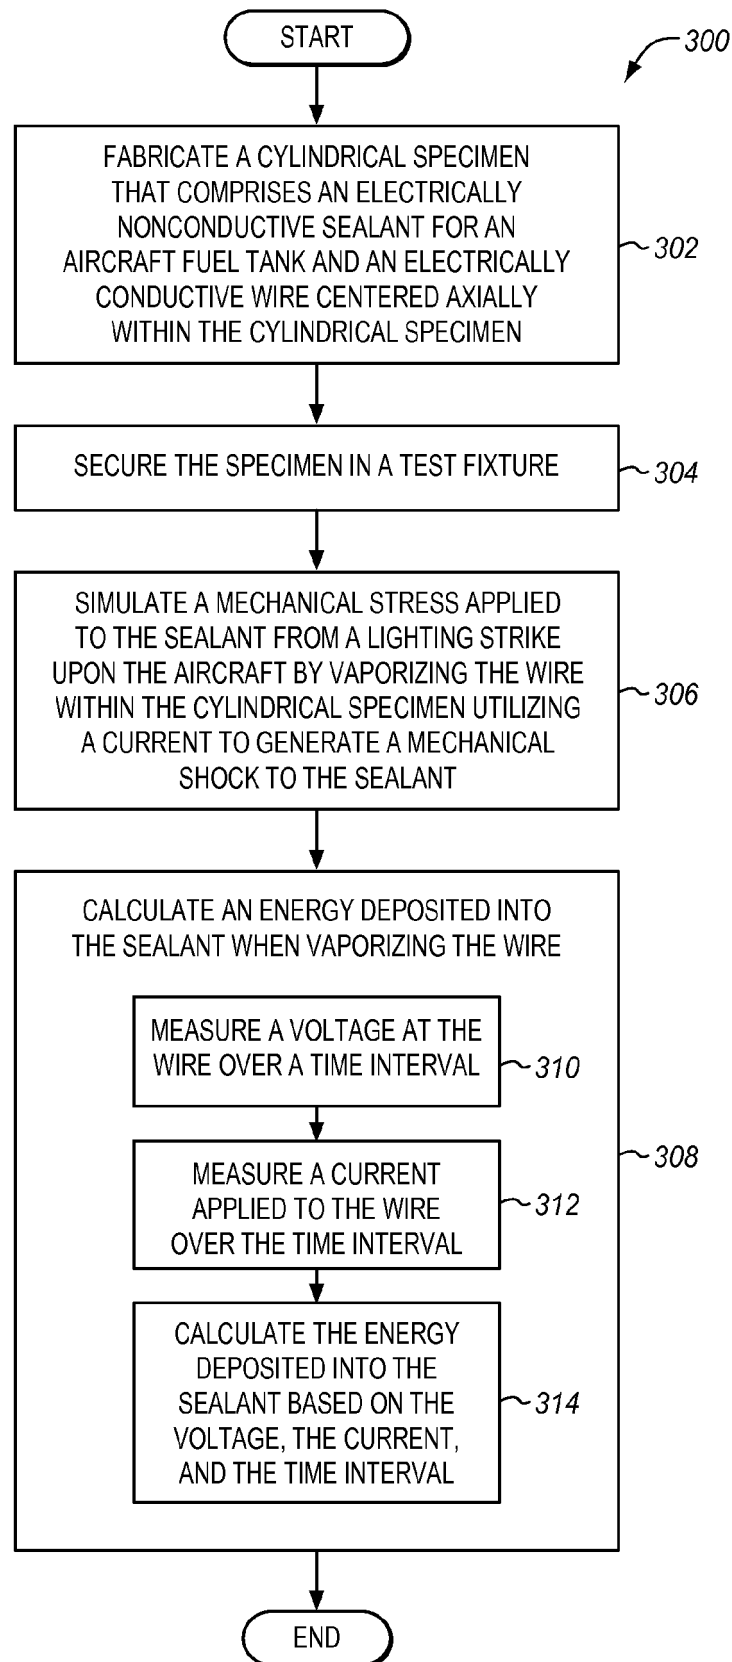 START
300
FABRICATE A CYLINDRICAL SPECIMEN
THAT COMPRISES AN ELECTRICALLY
NONCONDUCTIVE SEALANT FOR AN
AIRCRAFT FUEL TANK AND AN ELECTRICALLY
CONDUCTIVE WIRE CENTERED AXIALLY
WITHIN THE CYLINDRICAL SPECIMEN
302
SECURE THE SPECIMEN IN A TEST FIXTURE
304
SIMULATE A MECHANICAL STRESS APPLIED
TO THE SEALANT FROM A LIGHTING STRIKE
UPON THE AIRCRAFT BY VAPORIZING THE WIRE
WITHIN THE CYLINDRICAL SPECIMEN UTILIZING
A CURRENT TO GENERATE A MECHANICAL
SHOCK TO THE SEALANT
306
CALCULATE AN ENERGY DEPOSITED INTO
THE SEALANT WHEN VAPORIZING THE WIRE
MEASURE A VOLTAGE AT THE
WIRE OVER A TIME INTERVAL
310
308
MEASURE A CURRENT
APPLIED TO THE WIRE
OVER THE TIME INTERVAL
312
CALCULATE THE ENERGY
DEPOSITED INTO THE
SEALANT BASED ON THE
VOLTAGE, THE CURRENT,
AND THE TIME INTERVAL
314
END